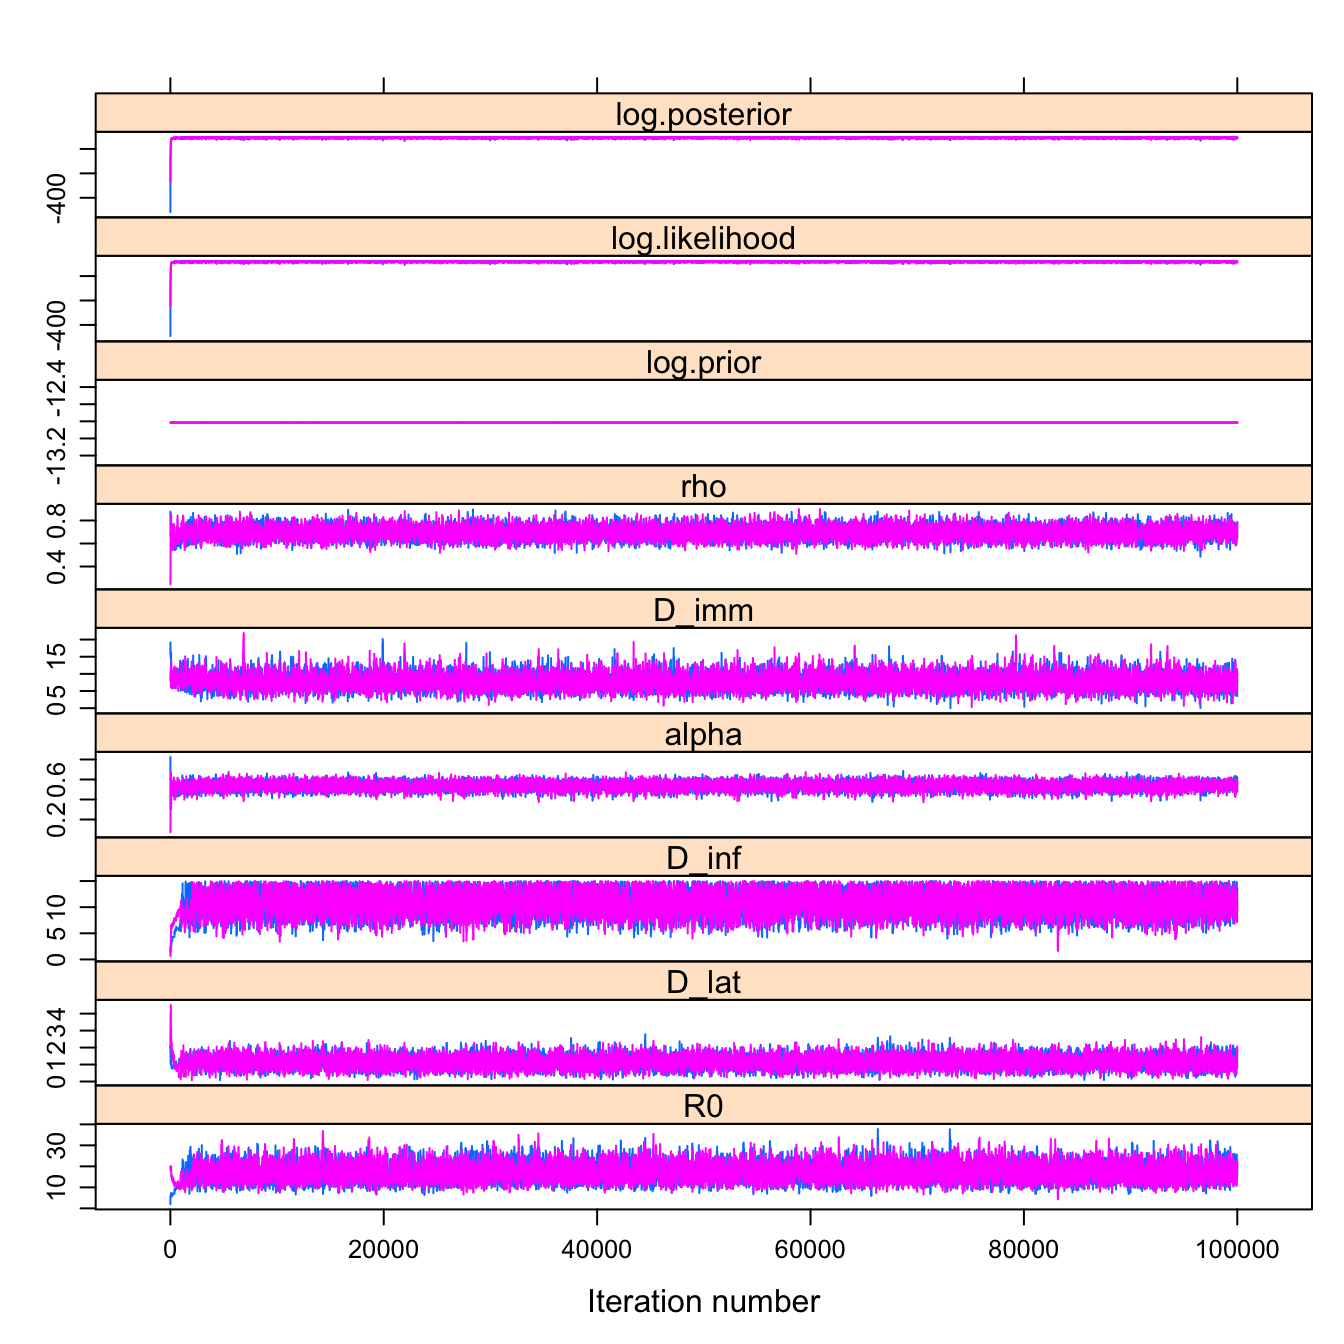 log.posterior
-400
log.likelihood
-400
log.prior
-13.2 -12.4
rho
0.4 0.8
D_imm
0 5 15
alpha
0.2 0.6
D_inf
0 5 10
D_lat
0 1 2 3 4
R0
10 30
0 20000 40000 60000 80000 100000
Iteration number